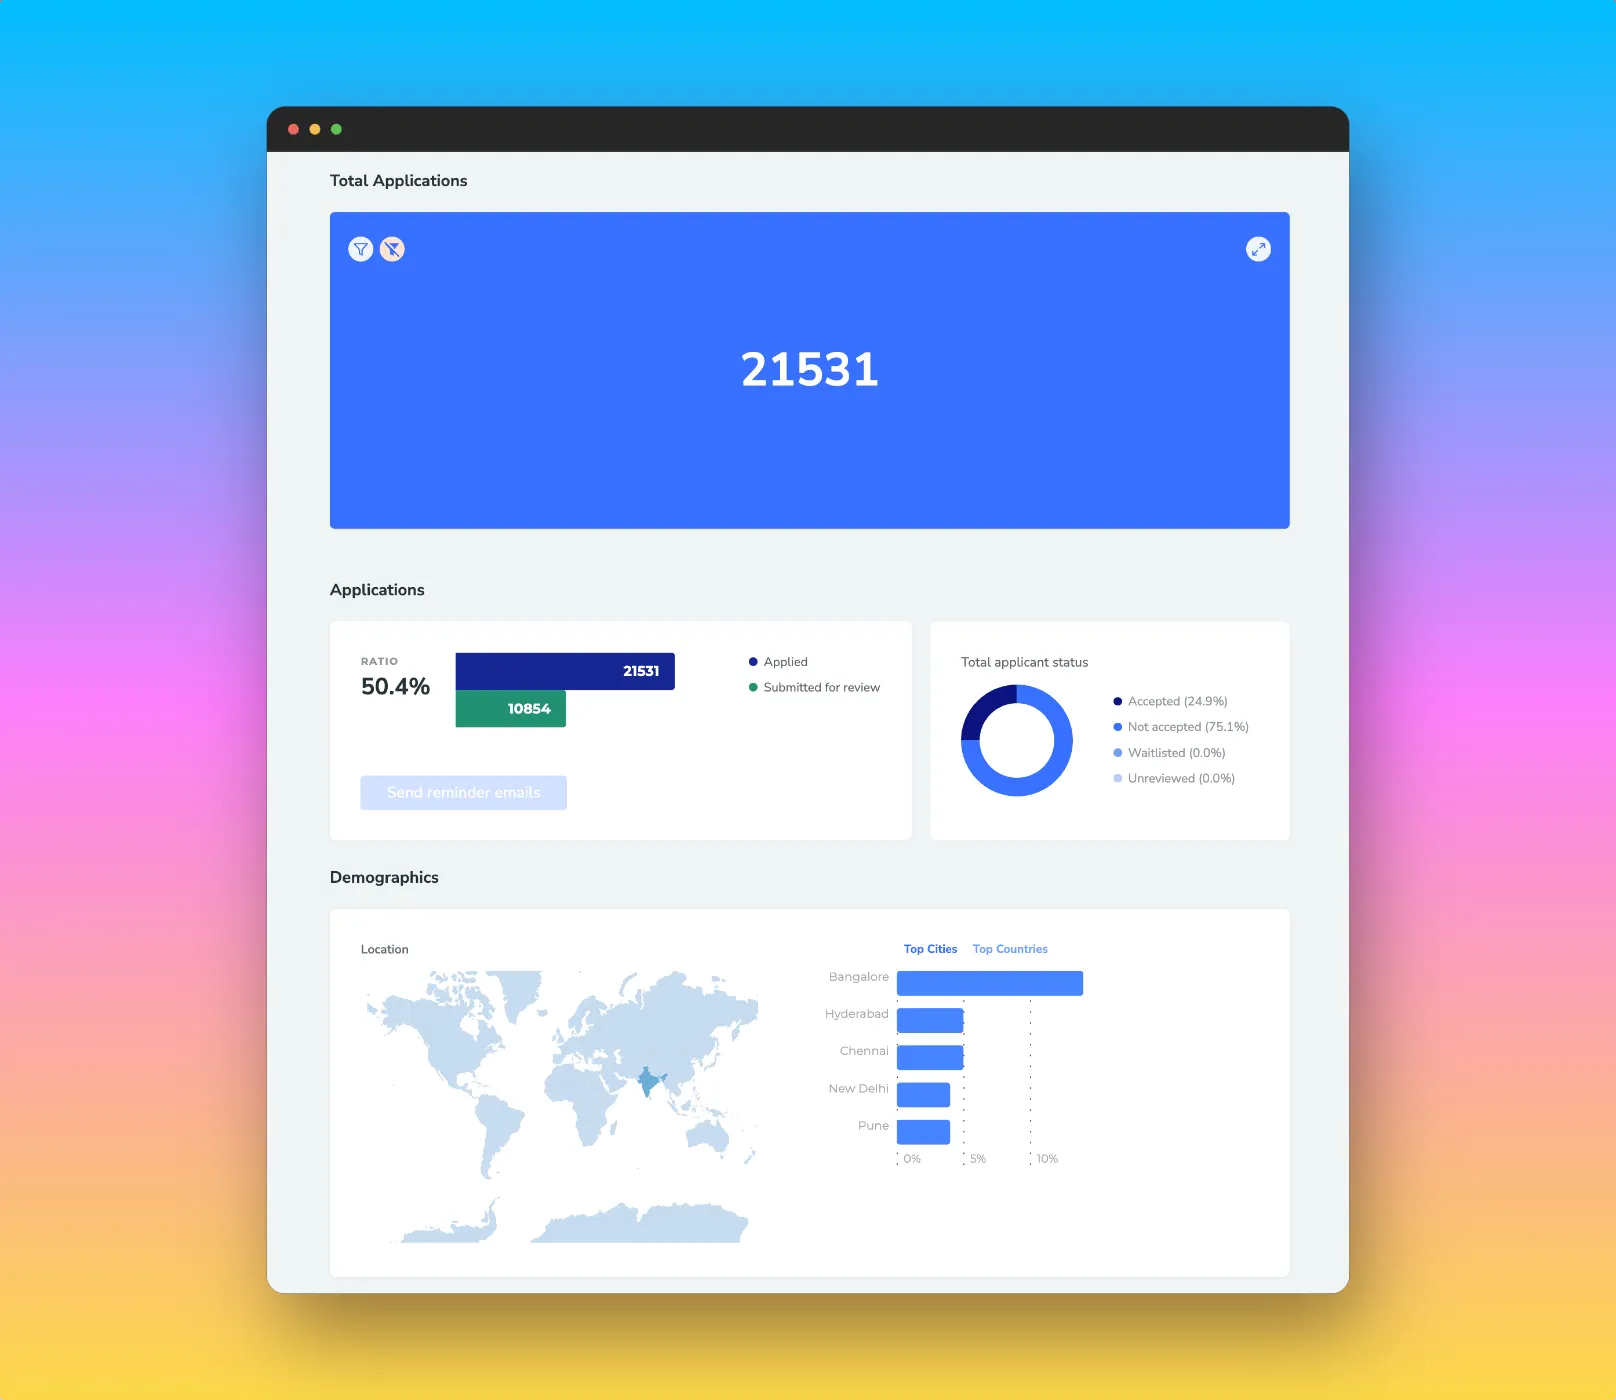 Total Applications
21531
Applications
RATIO
50.4%
21531
10854
Applied
Submitted for review
Send reminder emails
Total applicant status
Accepted (24.9%)
Not accepted (75.1%)
Waitlisted (0.0%)
Unreviewed (0.0%)
Demographics
Location
Top Cities Top Countries
Bangalore
Hyderabad
Chennai
New Delhi
Pune
0% 5% 10%